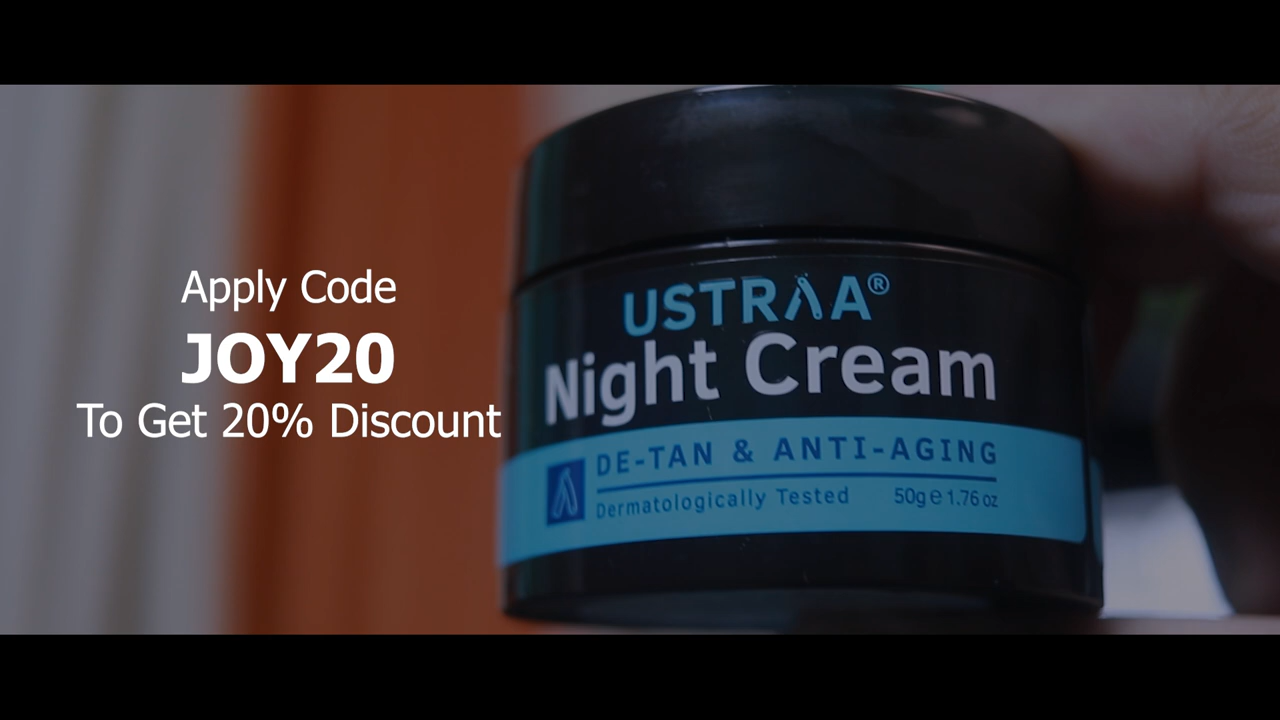 Apply Code
JOY20
To Get 20% Discount
USTRAA®
Night Cream
DE-TAN & ANTI-AGING
Dermatologically Tested 50g e 1.76 oz